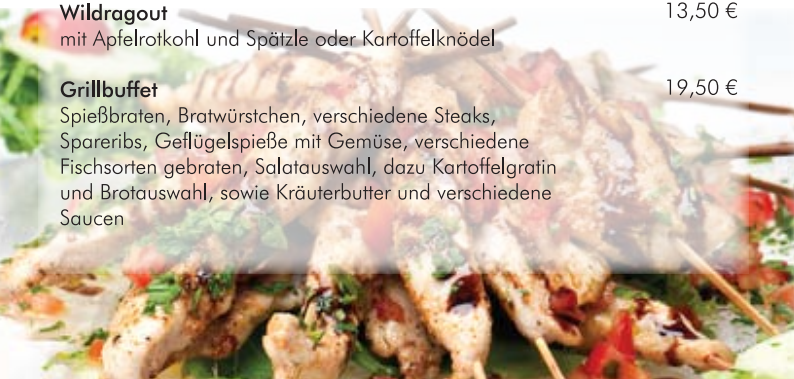 Wildragout 13,50 €
mit Apfelrotkohl und Spätzle oder Kartoffelknödel
Grillbuffet 19,50 €
Spießbraten, Bratwürstchen, verschiedene Steaks,
Spareribs, Geflügelspieße mit Gemüse, verschiedene
Fischsorten gebraten, Salatauswahl, dazu Kartoffelgratin
und Brotauswahl, sowie Kräuterbutter und verschiedene
Saucen